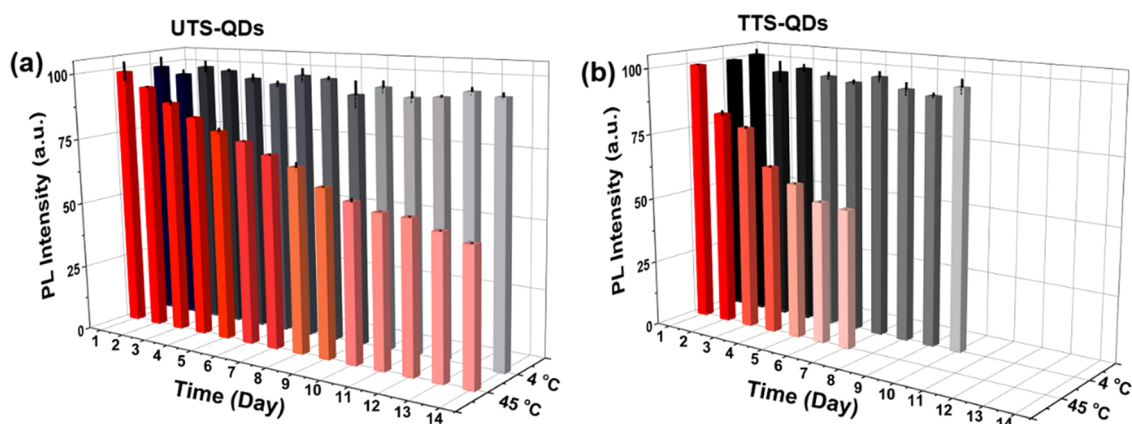 UTS-QDs
(a)
PL Intensity (a.u.)
100
75
50
25
0
1 2 3 4 5 6 7 8 9 10 11 12 13 14
Time (Day)
4 °C
45 °C
TTS-QDs
(b)
PL Intensity (a.u.)
100
75
50
25
0
1 2 3 4 5 6 7 8 9 10 11 12 13 14
Time (Day)
4 °C
45 °C